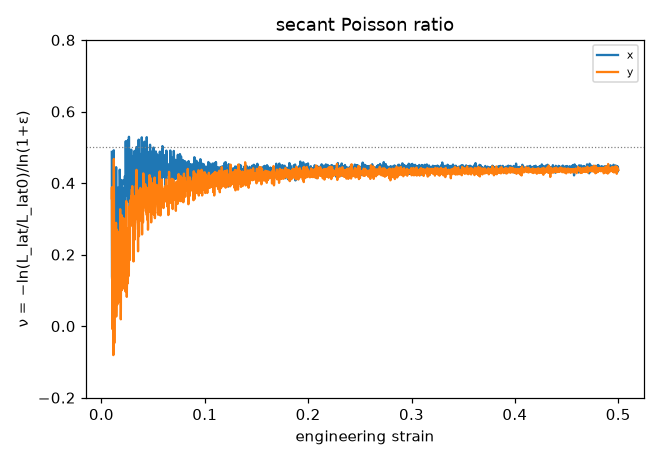 secant Poisson ratio
0.8
0.6
0.4
0.2
0.0
−0.2
ν = −ln(L_lat/L_lat0)/ln(1+ε)
x
y
0.0 0.1 0.2 0.3 0.4 0.5
engineering strain